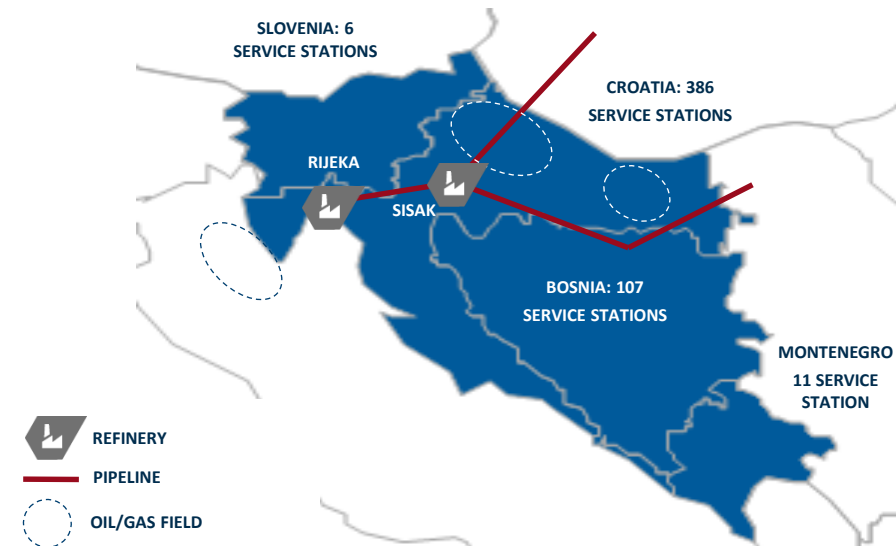 SLOVENIA: 6
SERVICE STATIONS
CROATIA: 386
SERVICE STATIONS
RIJEKA
SISAK
BOSNIA: 107
SERVICE STATIONS
MONTENEGRO
11 SERVICE
STATION
REFINERY
PIPELINE
OIL/GAS FIELD